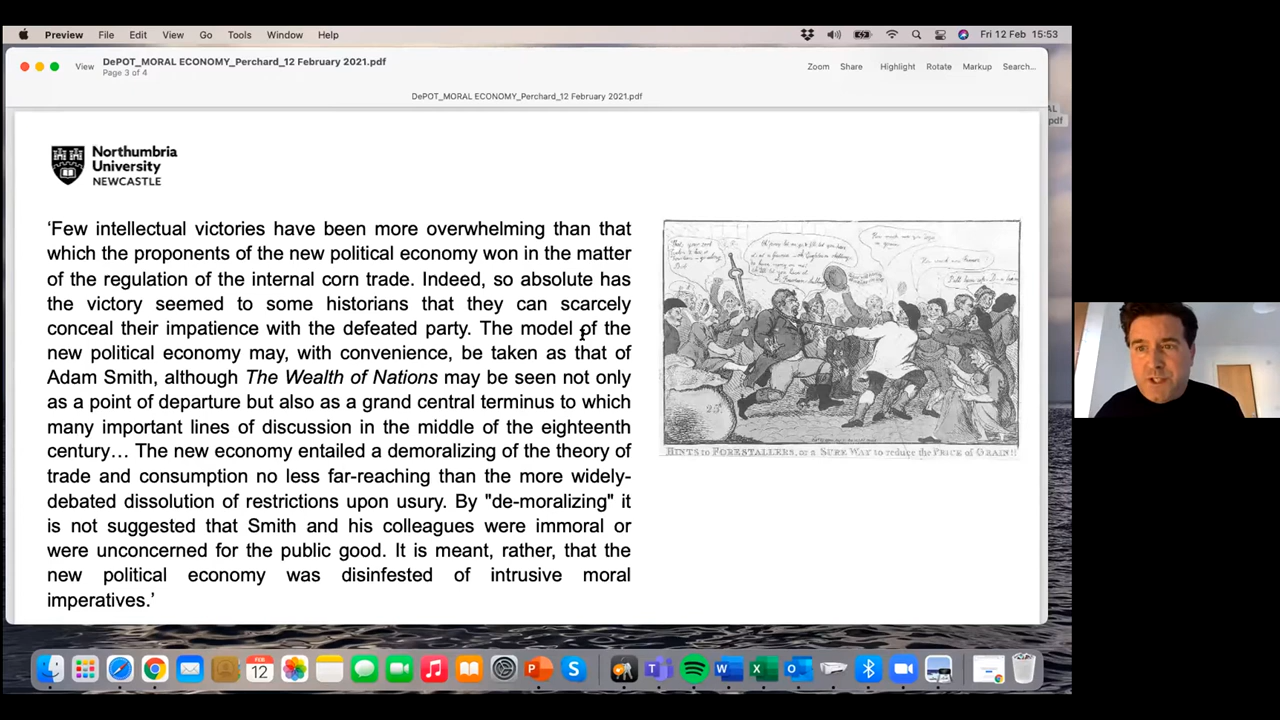 Preview File Edit View Go Tools Window Help Fri 12 Feb 15:53
DePOT_MORAL ECONOMY_Perchard_12 February 2021.pdf
View Page 3 of 4 Zoom Share Highlight Rotate Markup Search...
DePOT_MORAL ECONOMY_Perchard_12 February 2021.pdf
AL
pdf
Northumbria
University
NEWCASTLE
‘Few intellectual victories have been more overwhelming than that
which the proponents of the new political economy won in the matter
of the regulation of the internal corn trade. Indeed, so absolute has
the victory seemed to some historians that they can scarcely
conceal their impatience with the defeated party. The model of the
new political economy may, with convenience, be taken as that of
Adam Smith, although The Wealth of Nations may be seen not only
as a point of departure but also as a grand central terminus to which
many important lines of discussion in the middle of the eighteenth
century… The new economy entailed a demoralizing of the theory of
trade and consumption no less far-reaching than the more widely-
debated dissolution of restrictions upon usury. By "de-moralizing" it
is not suggested that Smith and his colleagues were immoral or
were unconcerned for the public good. It is meant, rather, that the
new political economy was disinfested of intrusive moral
imperatives.’
25
HINTS to FORESTALLERS, or a SURE WAY to reduce the PRICE of GRAIN!!
FEB
12